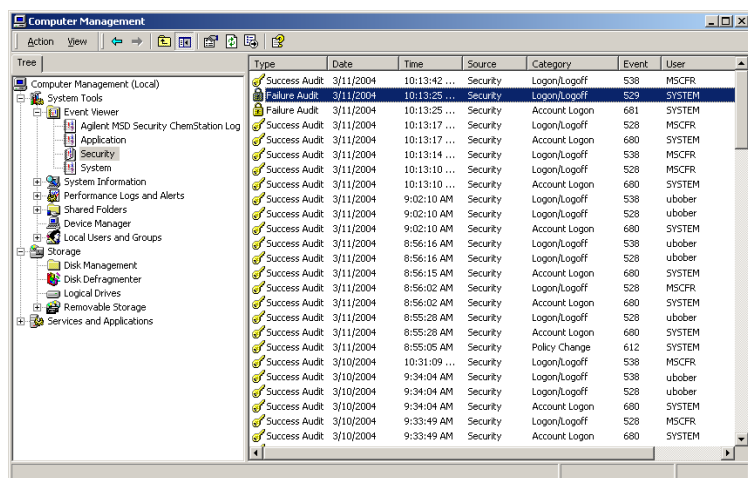 Computer Management
Action View
Tree
Computer Management (Local)
System Tools
Event Viewer
Agilent MSD Security ChemStation Log
Application
Security
System
System Information
Performance Logs and Alerts
Shared Folders
Device Manager
Local Users and Groups
Storage
Disk Management
Disk Defragmenter
Logical Drives
Removable Storage
Services and Applications
Type Date Time Source Category Event User
Success Audit 3/11/2004 10:13:42 ... Security Logon/Logoff 538 MSCFR
Failure Audit 3/11/2004 10:13:25 ... Security Logon/Logoff 529 SYSTEM
Failure Audit 3/11/2004 10:13:25 ... Security Account Logon 681 SYSTEM
Success Audit 3/11/2004 10:13:17 ... Security Logon/Logoff 528 MSCFR
Success Audit 3/11/2004 10:13:17 ... Security Account Logon 680 SYSTEM
Success Audit 3/11/2004 10:13:14 ... Security Logon/Logoff 538 MSCFR
Success Audit 3/11/2004 10:13:10 ... Security Logon/Logoff 528 MSCFR
Success Audit 3/11/2004 10:13:10 ... Security Account Logon 680 SYSTEM
Success Audit 3/11/2004 9:02:10 AM Security Logon/Logoff 538 ubober
Success Audit 3/11/2004 9:02:10 AM Security Logon/Logoff 528 ubober
Success Audit 3/11/2004 9:02:10 AM Security Account Logon 680 SYSTEM
Success Audit 3/11/2004 8:56:16 AM Security Logon/Logoff 538 ubober
Success Audit 3/11/2004 8:56:16 AM Security Logon/Logoff 528 ubober
Success Audit 3/11/2004 8:56:15 AM Security Account Logon 680 SYSTEM
Success Audit 3/11/2004 8:56:02 AM Security Logon/Logoff 528 MSCFR
Success Audit 3/11/2004 8:56:02 AM Security Account Logon 680 SYSTEM
Success Audit 3/11/2004 8:55:28 AM Security Logon/Logoff 528 ubober
Success Audit 3/11/2004 8:55:28 AM Security Account Logon 680 SYSTEM
Success Audit 3/11/2004 8:55:05 AM Security Policy Change 612 SYSTEM
Success Audit 3/10/2004 10:31:09 ... Security Logon/Logoff 538 MSCFR
Success Audit 3/10/2004 9:34:04 AM Security Logon/Logoff 538 ubober
Success Audit 3/10/2004 9:34:04 AM Security Logon/Logoff 528 ubober
Success Audit 3/10/2004 9:34:04 AM Security Account Logon 680 SYSTEM
Success Audit 3/10/2004 9:33:49 AM Security Logon/Logoff 528 MSCFR
Success Audit 3/10/2004 9:33:49 AM Security Account Logon 680 SYSTEM